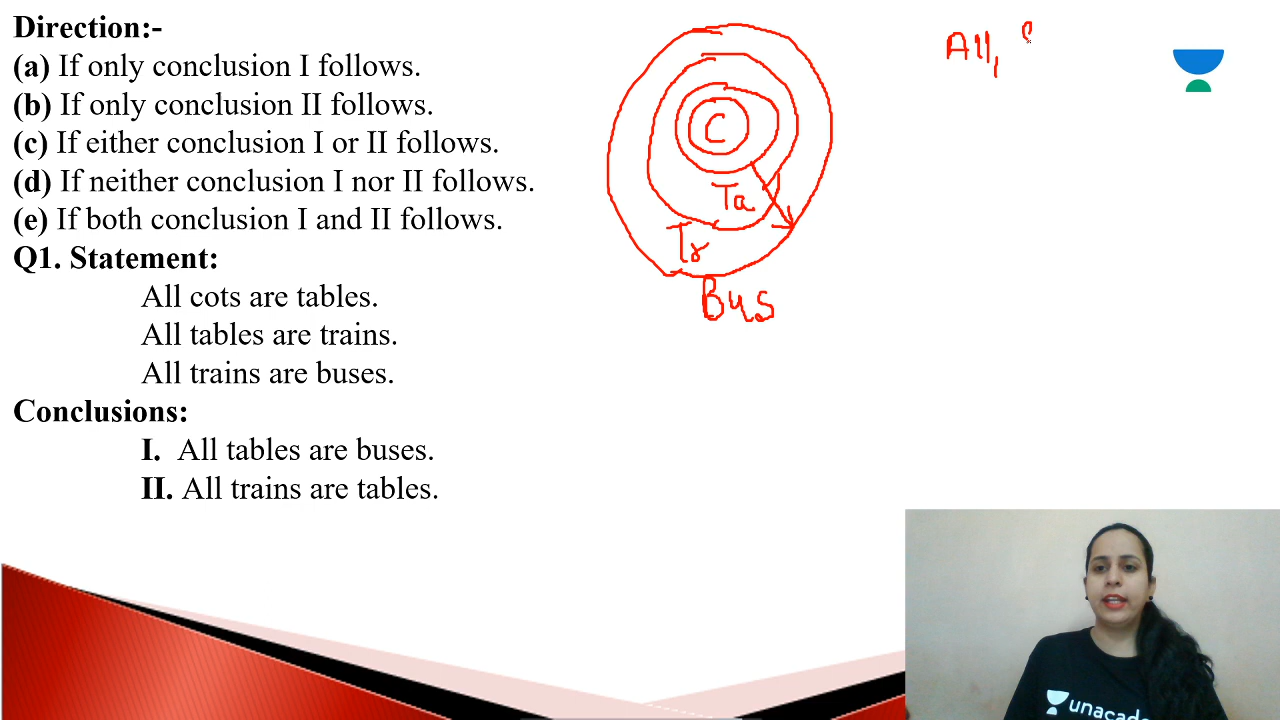 Direction:-
(a) If only conclusion I follows.
(b) If only conclusion II follows.
(c) If either conclusion I or II follows.
(d) If neither conclusion I nor II follows.
(e) If both conclusion I and II follows.
Q1. Statement:
All cots are tables.
All tables are trains.
All trains are buses.
Conclusions:
I. All tables are buses.
II. All trains are tables.
C
Ta
Tr
Bus
All,